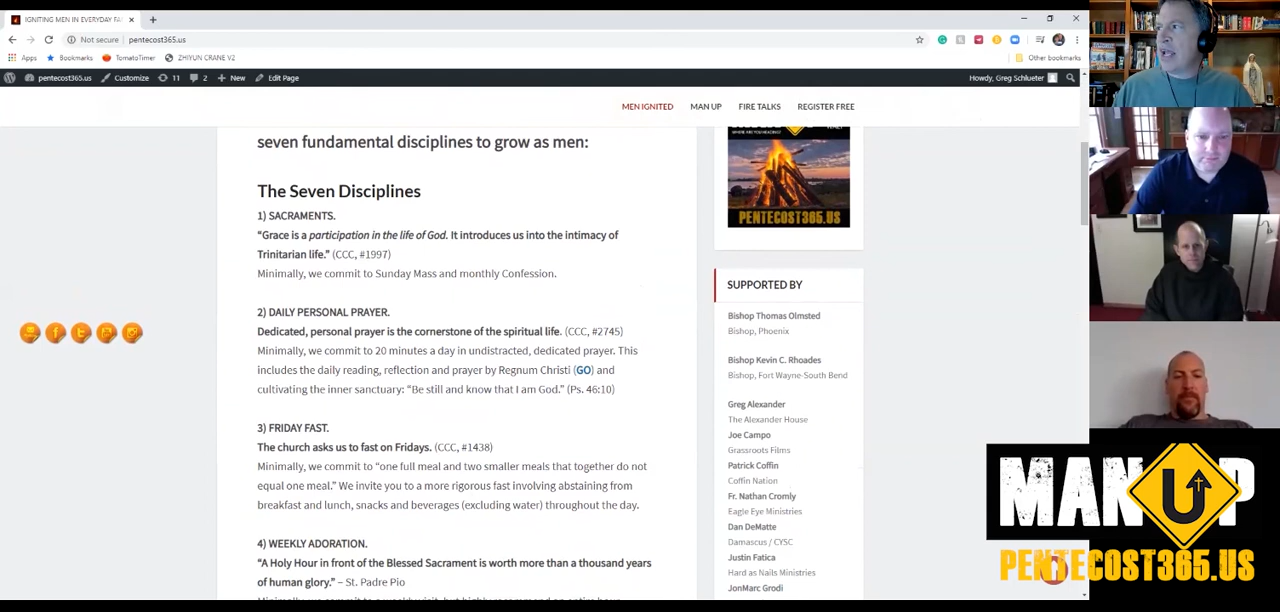 IGNITING MEN IN EVERYDAY FA
Not secure | pentecost365.us
Apps Bookmarks TomatoTimer ZHIYUN CRANE V2 Other bookmarks
pentecost365.us Customize 11 2 New Edit Page Howdy, Greg Schlueter
MEN IGNITED MAN UP FIRE TALKS REGISTER FREE
seven fundamental disciplines to grow as men:
The Seven Disciplines
1) SACRAMENTS.
“Grace is a participation in the life of God. It introduces us into the intimacy of
Trinitarian life.” (CCC, #1997)
Minimally, we commit to Sunday Mass and monthly Confession.
2) DAILY PERSONAL PRAYER.
Dedicated, personal prayer is the cornerstone of the spiritual life. (CCC, #2745)
Minimally, we commit to 20 minutes a day in undistracted, dedicated prayer. This
includes the daily reading, reflection and prayer by Regnum Christi (GO) and
cultivating the inner sanctuary: “Be still and know that I am God.” (Ps. 46:10)
3) FRIDAY FAST.
The church asks us to fast on Fridays. (CCC, #1438)
Minimally, we commit to “one full meal and two smaller meals that together do not
equal one meal.” We invite you to a more rigorous fast involving abstaining from
breakfast and lunch, snacks and beverages (excluding water) throughout the day.
4) WEEKLY ADORATION.
“A Holy Hour in front of the Blessed Sacrament is worth more than a thousand years
of human glory.” – St. Padre Pio
PENTECOST365.US
SUPPORTED BY
Bishop Thomas Olmsted
Bishop, Phoenix
Bishop Kevin C. Rhoades
Bishop, Fort Wayne-South Bend
Greg Alexander
The Alexander House
Joe Campo
Grassroots Films
Patrick Coffin
Coffin Nation
Fr. Nathan Cromly
Eagle Eye Ministries
Dan DeMatte
Damascus / CYSC
Justin Fatica
Hard as Nails Ministries
JonMarc Grodi
MAN UP
PENTECOST365.US